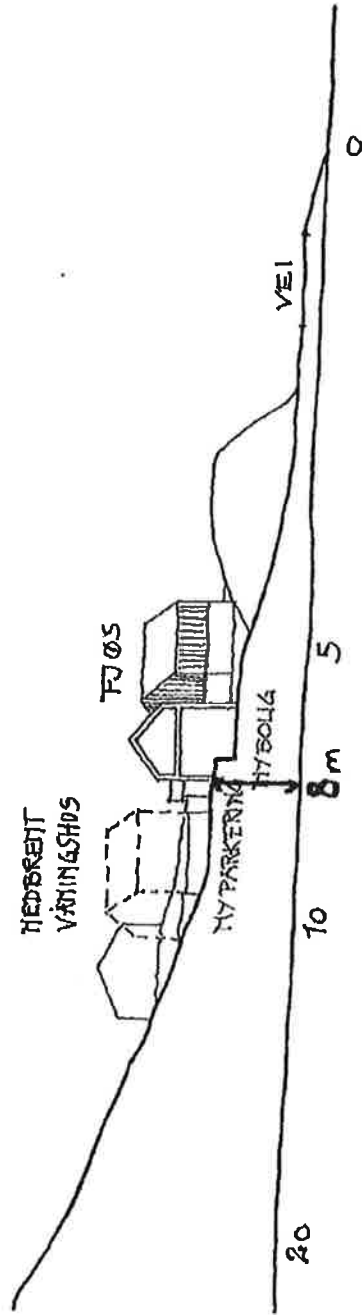 NEDBRENT
VÅNINGSHUS
FJØS
VEI
NY PARKERING
NY BOLIG
8 m
20
10
5
0